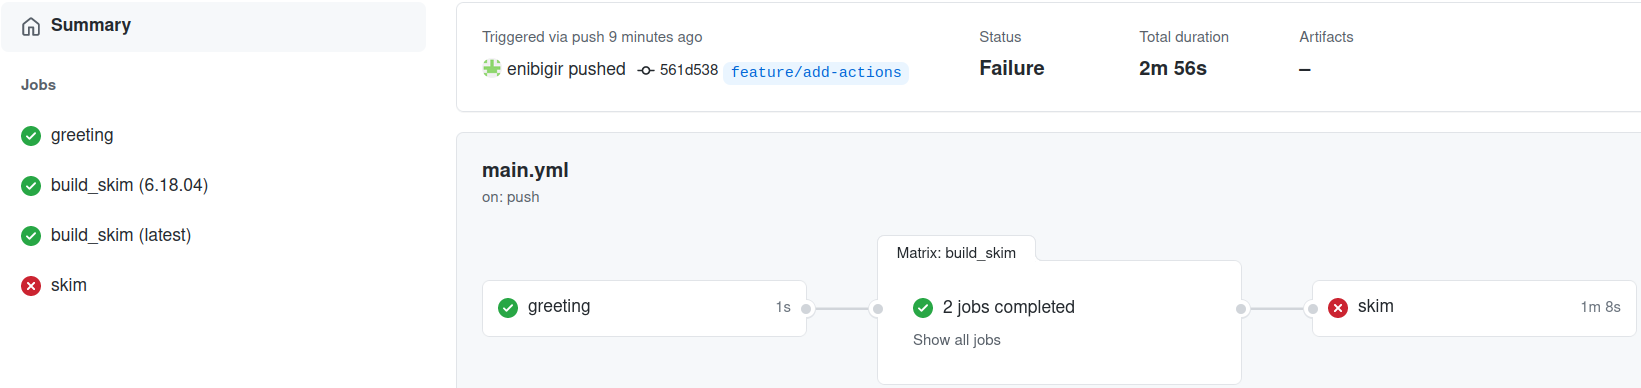 Summary
Jobs
greeting
build_skim (6.18.04)
build_skim (latest)
skim
Triggered via push 9 minutes ago
enibigir pushed 561d538 feature/add-actions
Status
Failure
Total duration
2m 56s
Artifacts
–
main.yml
on: push
greeting 1s
Matrix: build_skim
2 jobs completed
Show all jobs
skim 1m 8s